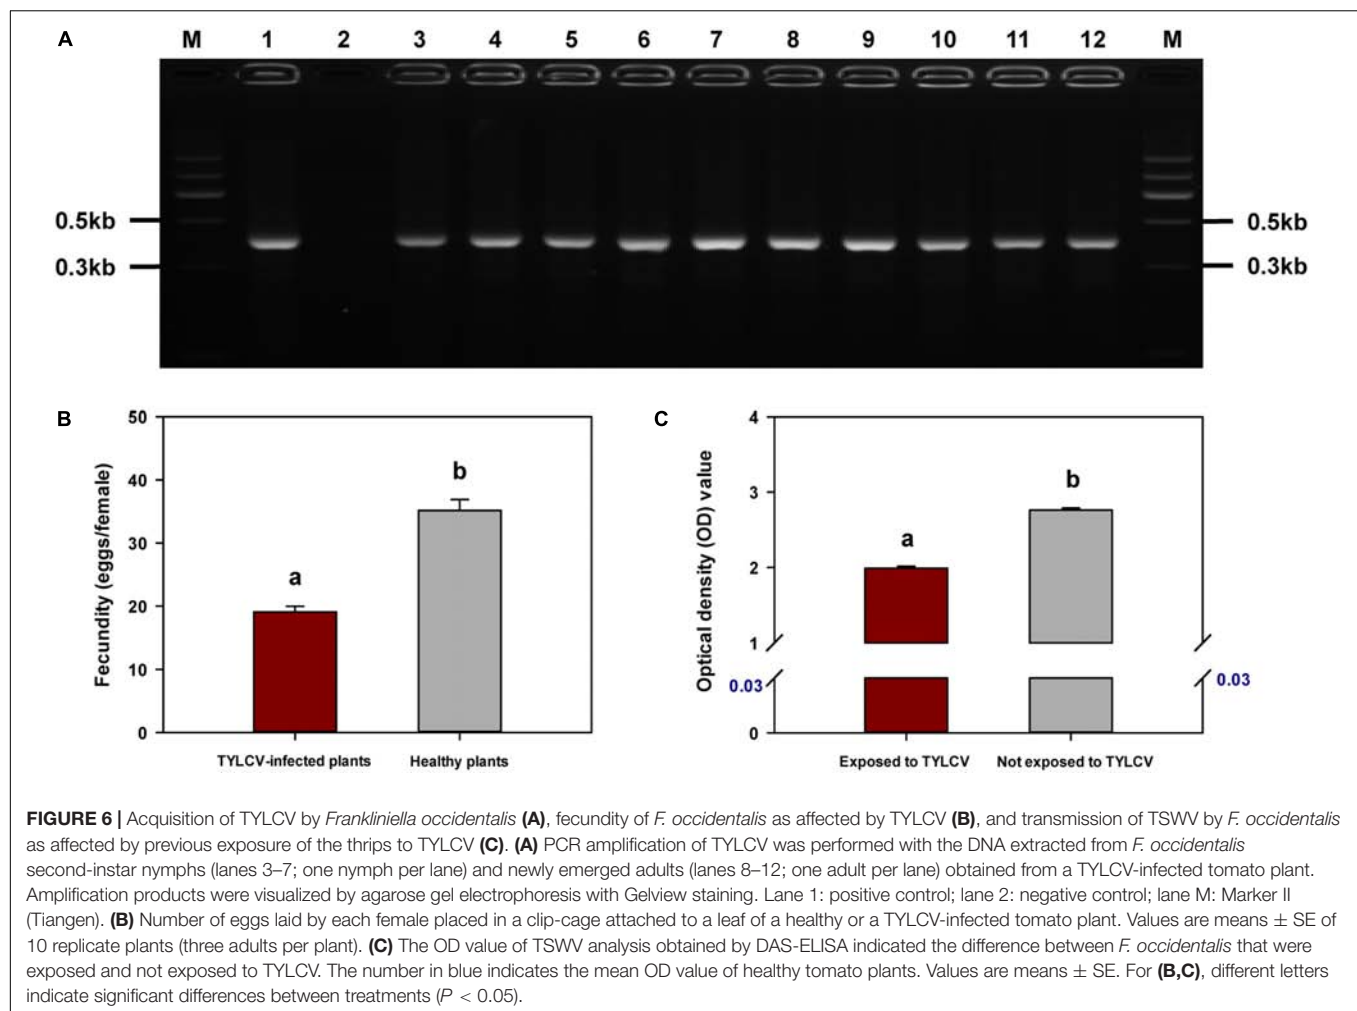 A
M 1 2 3 4 5 6 7 8 9 10 11 12 M
0.5kb 0.5kb
0.3kb 0.3kb
B
50
40
30
20
10
0
Fecundity (eggs/female)
a
b
TYLCV-infected plants Healthy plants
C
4
3
2
1
0.03 0.03
0
Optical density (OD) value
a
b
Exposed to TYLCV Not exposed to TYLCV
FIGURE 6 | Acquisition of TYLCV by Frankliniella occidentalis (A), fecundity of F. occidentalis as affected by TYLCV (B), and transmission of TSWV by F. occidentalis
as affected by previous exposure of the thrips to TYLCV (C). (A) PCR amplification of TYLCV was performed with the DNA extracted from F. occidentalis
second-instar nymphs (lanes 3–7; one nymph per lane) and newly emerged adults (lanes 8–12; one adult per lane) obtained from a TYLCV-infected tomato plant.
Amplification products were visualized by agarose gel electrophoresis with Gelview staining. Lane 1: positive control; lane 2: negative control; lane M: Marker II
(Tiangen). (B) Number of eggs laid by each female placed in a clip-cage attached to a leaf of a healthy or a TYLCV-infected tomato plant. Values are means ± SE of
10 replicate plants (three adults per plant). (C) The OD value of TSWV analysis obtained by DAS-ELISA indicated the difference between F. occidentalis that were
exposed and not exposed to TYLCV. The number in blue indicates the mean OD value of healthy tomato plants. Values are means ± SE. For (B,C), different letters
indicate significant differences between treatments (P < 0.05).